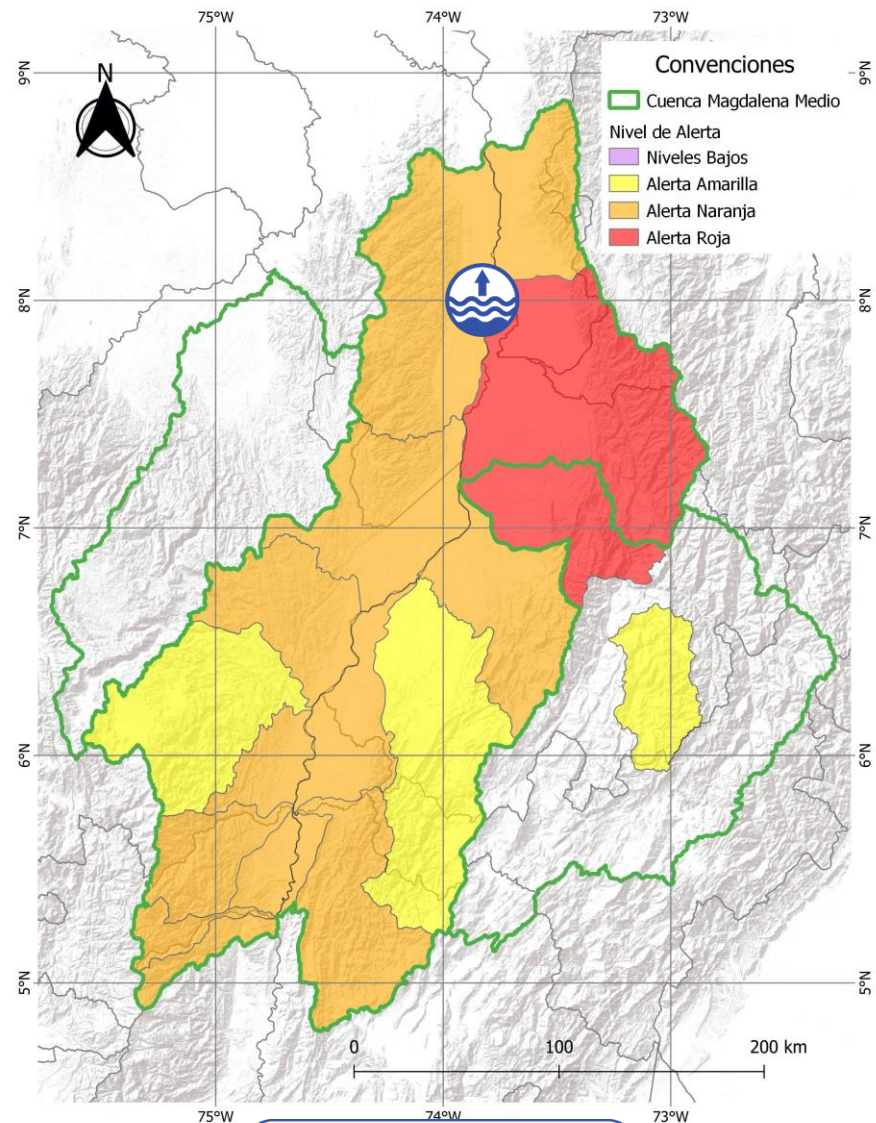 75°W 74°W 73°W
9°N 9°N
N
Convenciones
Cuenca Magdalena Medio
Nivel de Alerta
Niveles Bajos
Alerta Amarilla
Alerta Naranja
Alerta Roja
8°N 8°N
7°N 7°N
6°N 6°N
5°N 5°N
0 100 200 km
75°W 74°W 73°W